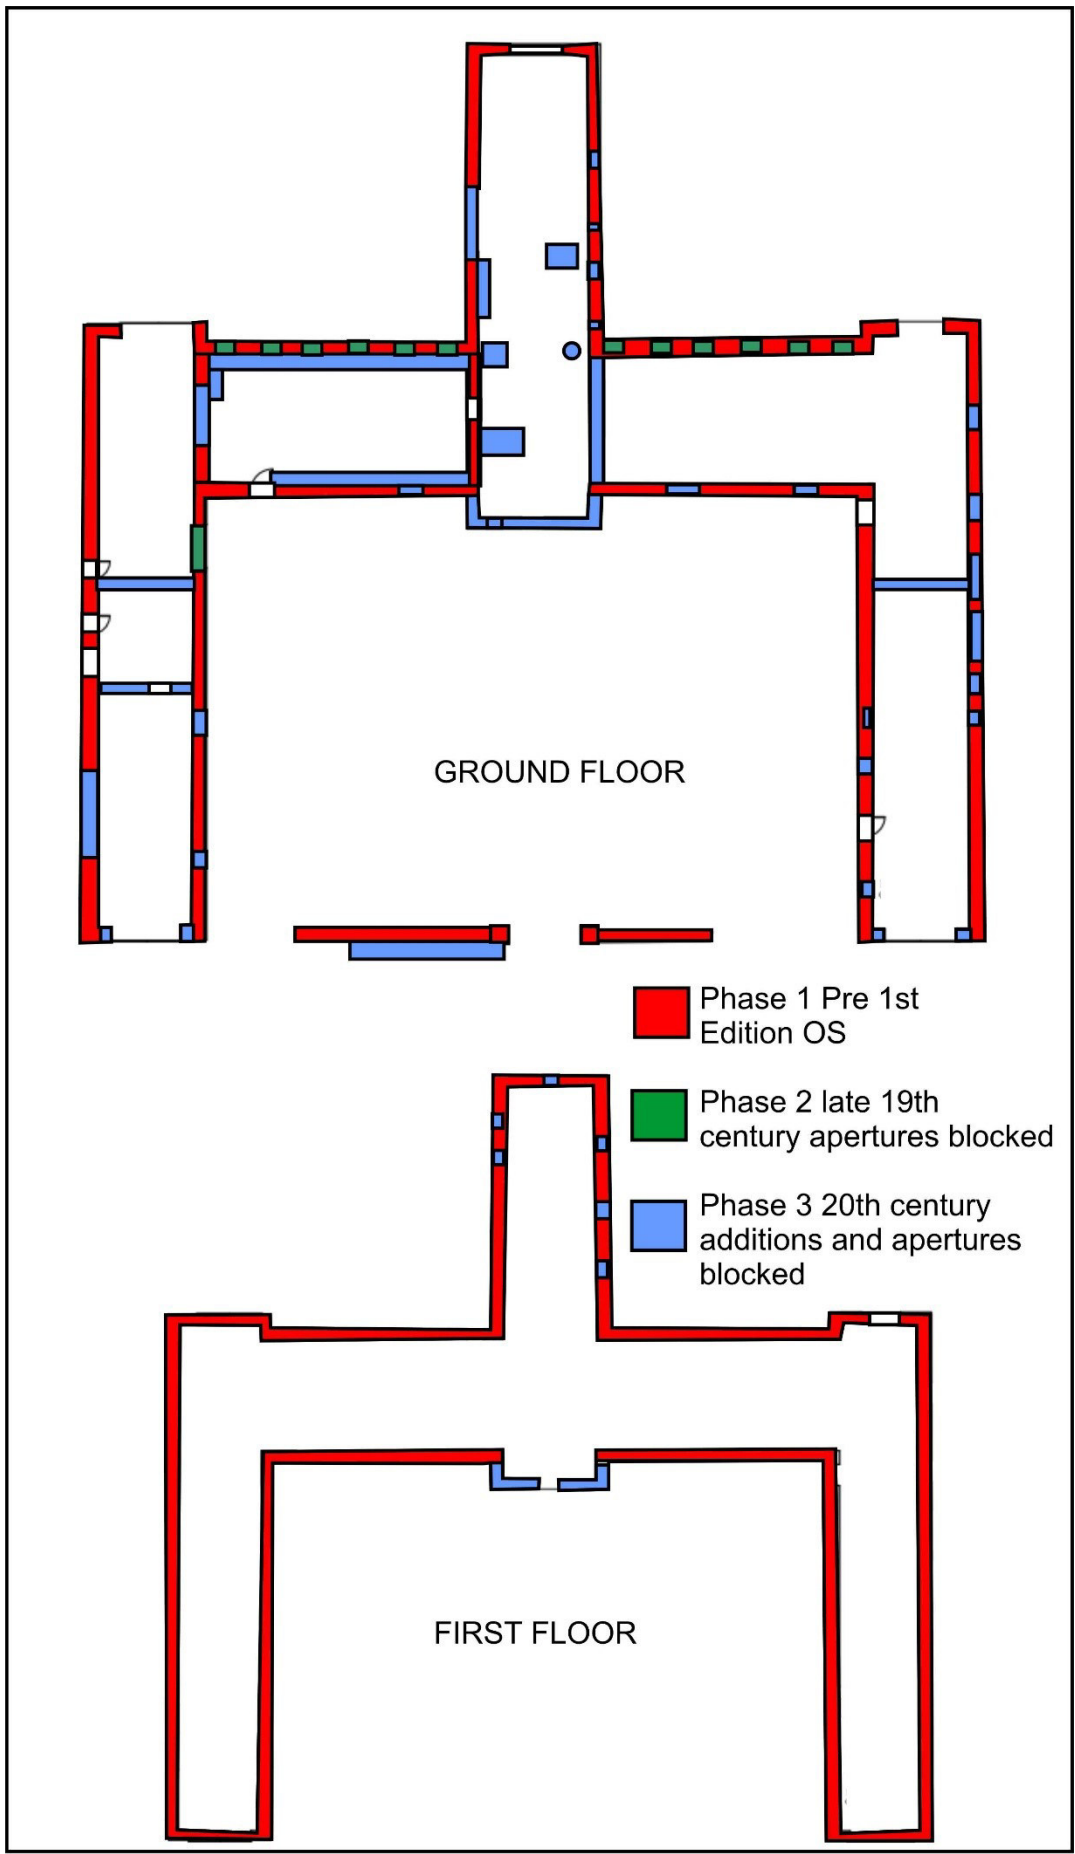 GROUND FLOOR
Phase 1 Pre 1st
Edition OS
Phase 2 late 19th
century apertures blocked
Phase 3 20th century
additions and apertures
blocked
FIRST FLOOR